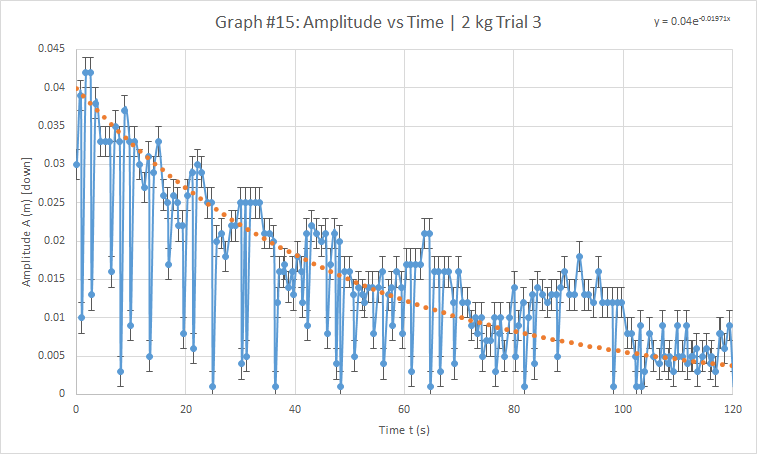 Graph #15: Amplitude vs Time | 2 kg Trial 3
y = 0.04e^-0.01971x
0.045
0.04
0.035
0.03
0.025
0.02
0.015
0.01
0.005
0
Amplitude A (m) [down]
0 20 40 60 80 100 120
Time t (s)